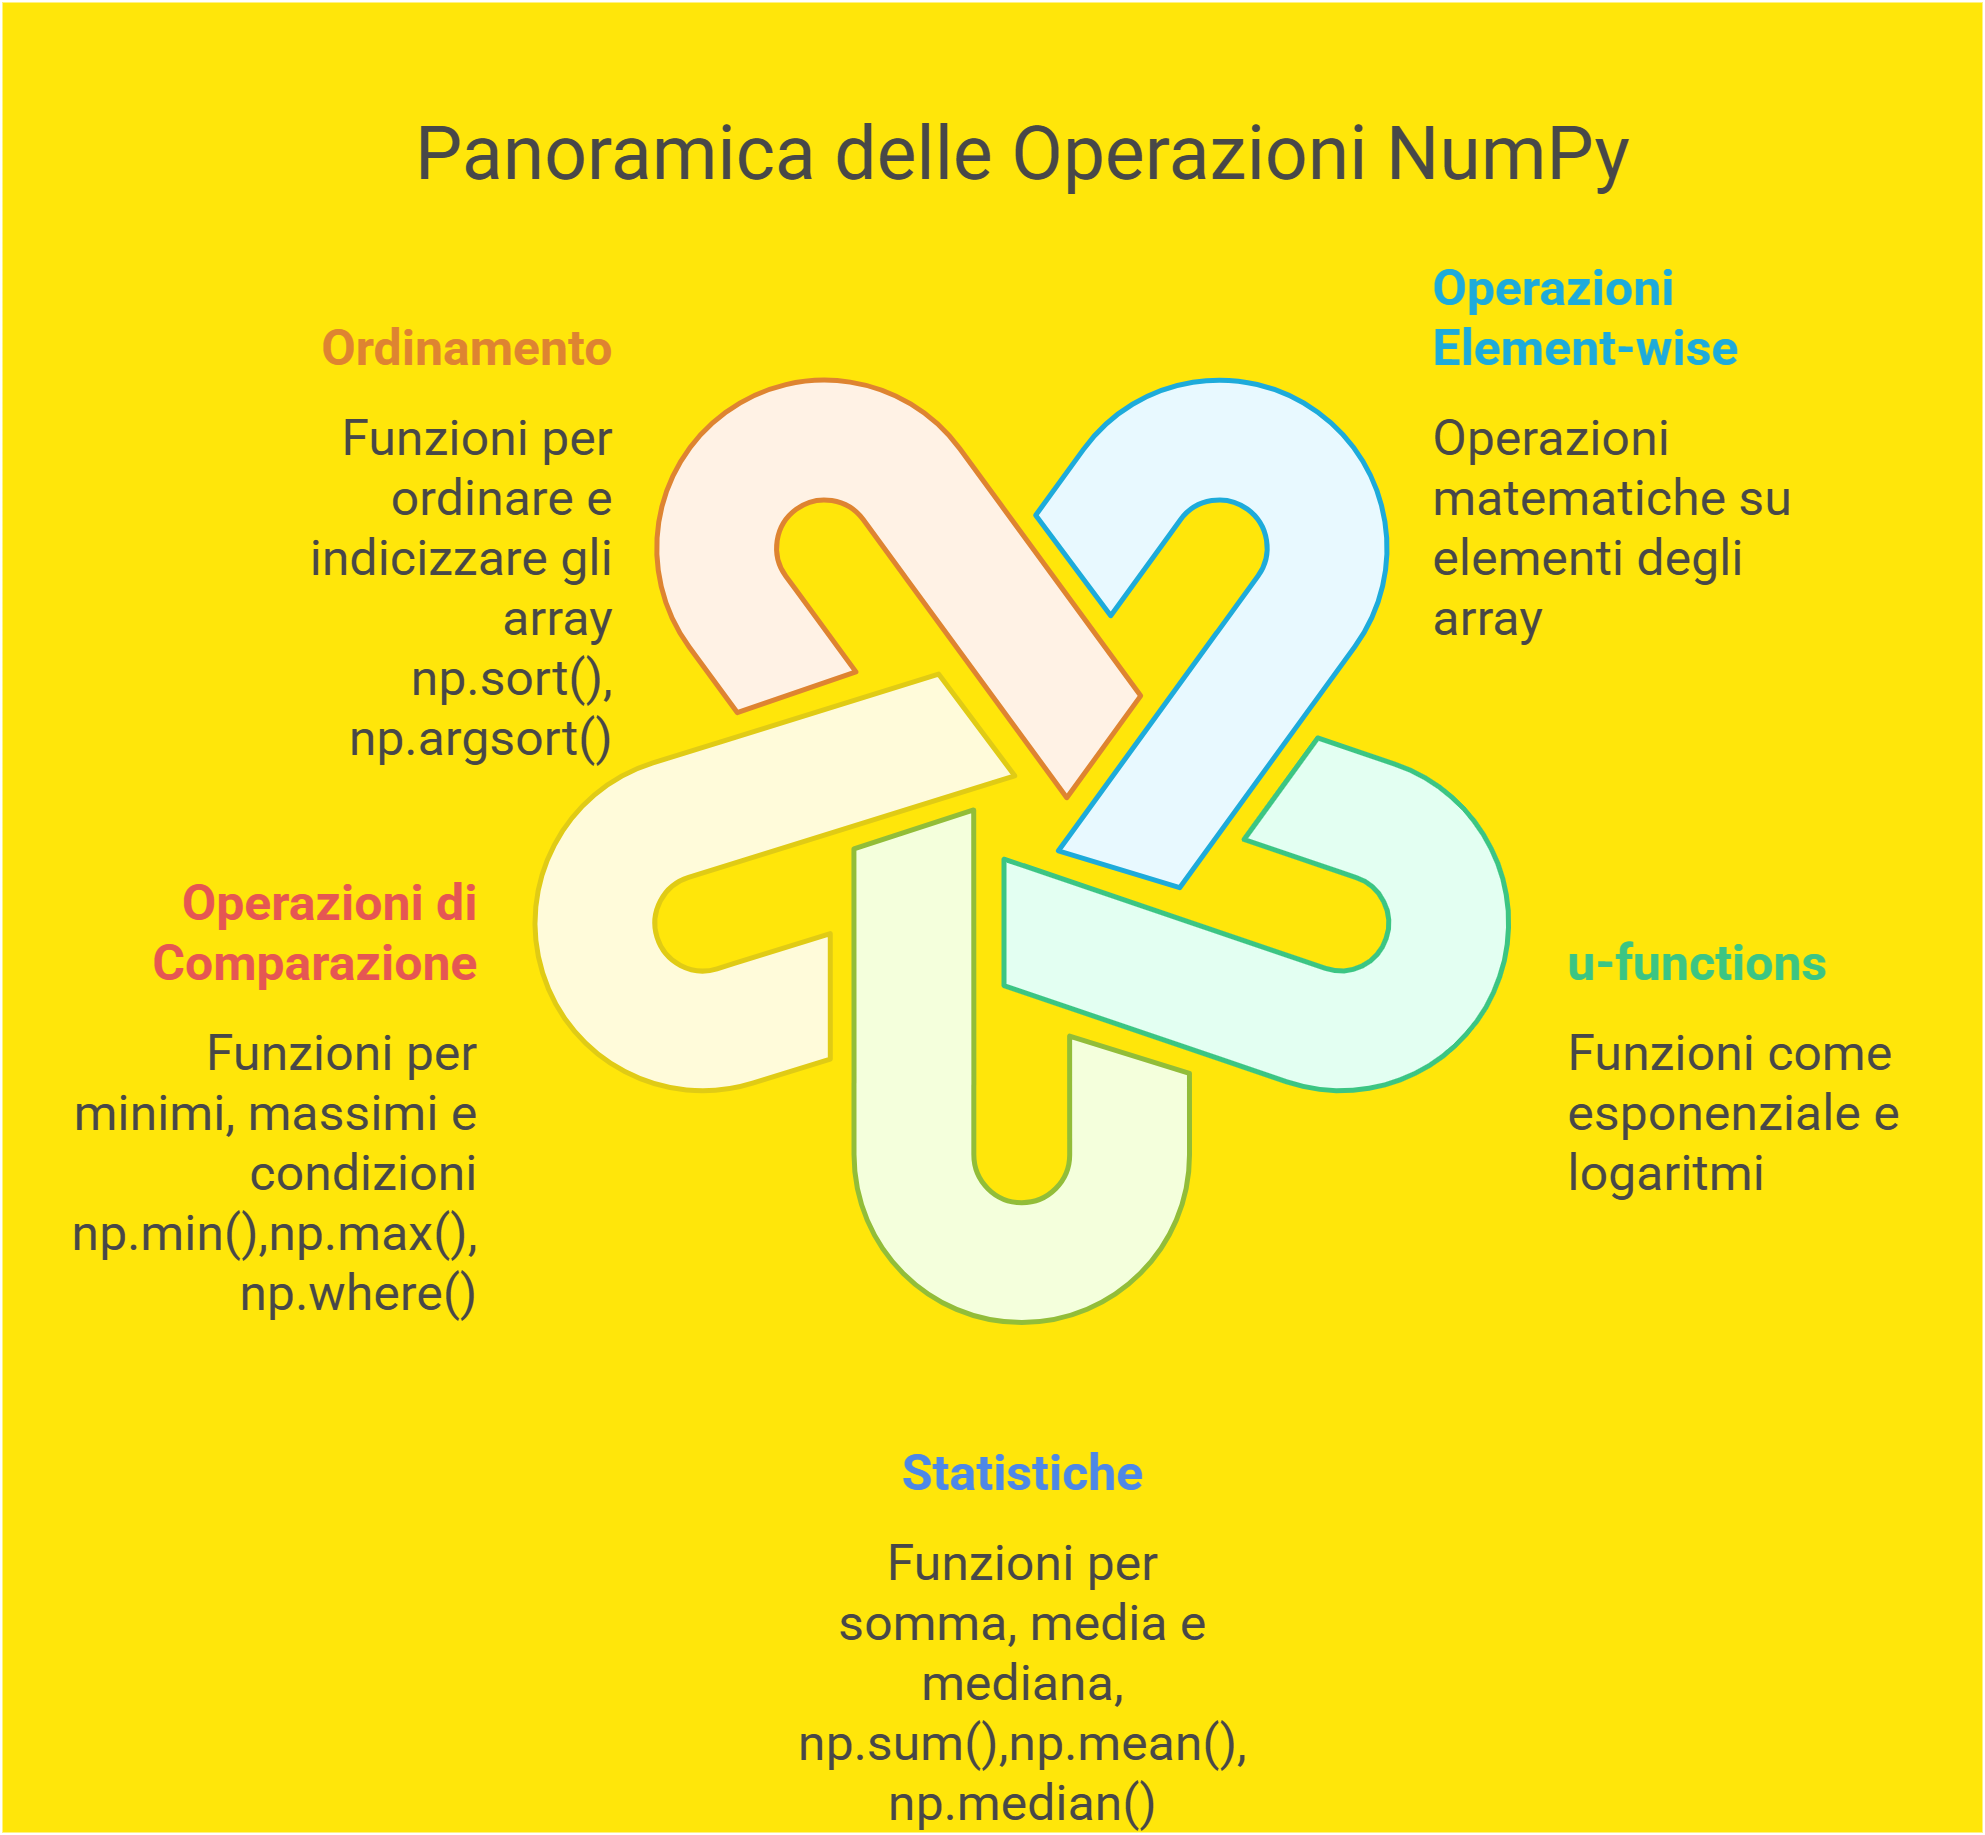 Panoramica delle Operazioni NumPy
Ordinamento
Funzioni per
ordinare e
indicizzare gli
array
np.sort(),
np.argsort()
Operazioni
Element-wise
Operazioni
matematiche su
elementi degli
array
Operazioni di
Comparazione
Funzioni per
minimi, massimi e
condizioni
np.min(),np.max(),
np.where()
u-functions
Funzioni come
esponenziale e
logaritmi
Statistiche
Funzioni per
somma, media e
mediana,
np.sum(),np.mean(),
np.median()